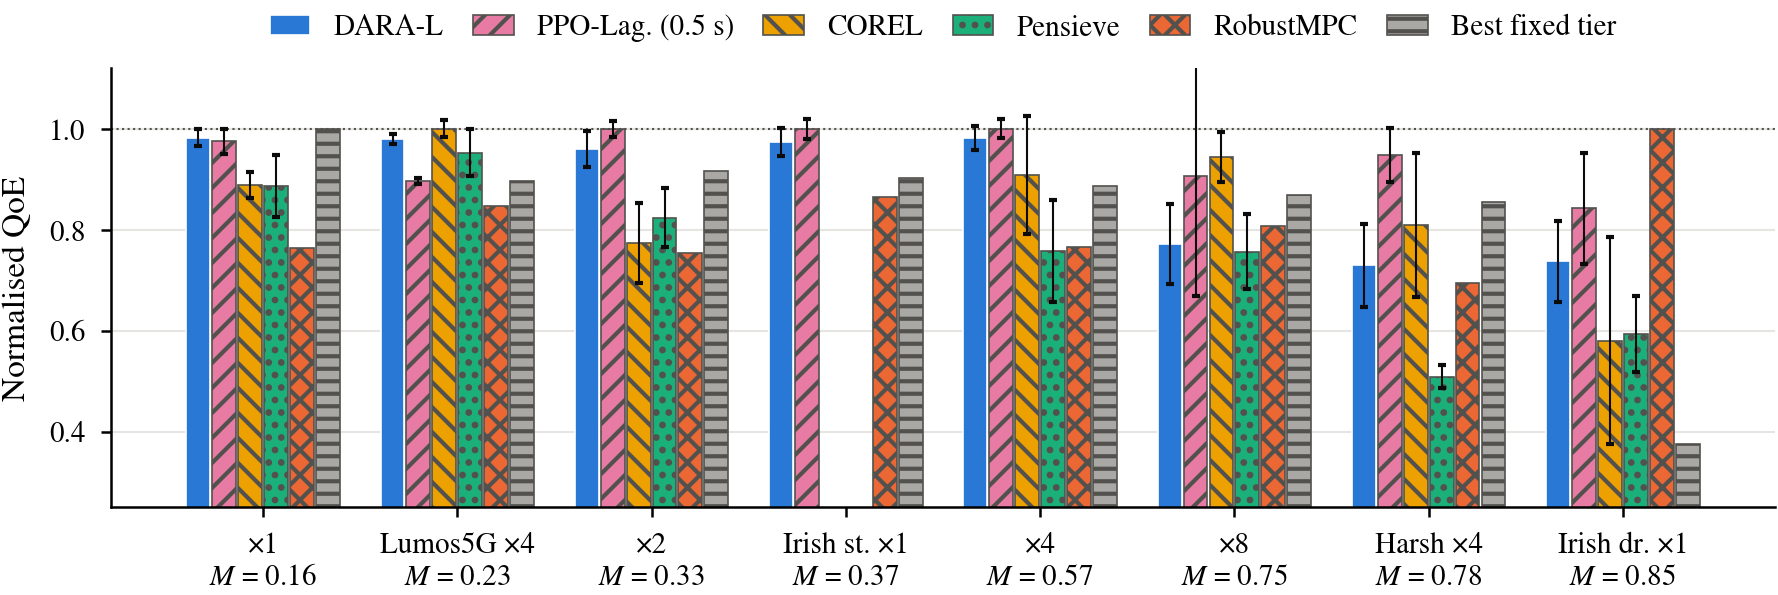 DARA-L PPO-Lag. (0.5 s) COREL Pensieve RobustMPC Best fixed tier
Normalised QoE
1.0
0.8
0.6
0.4
×1 Lumos5G ×4 ×2 Irish st. ×1 ×4 ×8 Harsh ×4 Irish dr. ×1
M = 0.16 M = 0.23 M = 0.33 M = 0.37 M = 0.57 M = 0.75 M = 0.78 M = 0.85